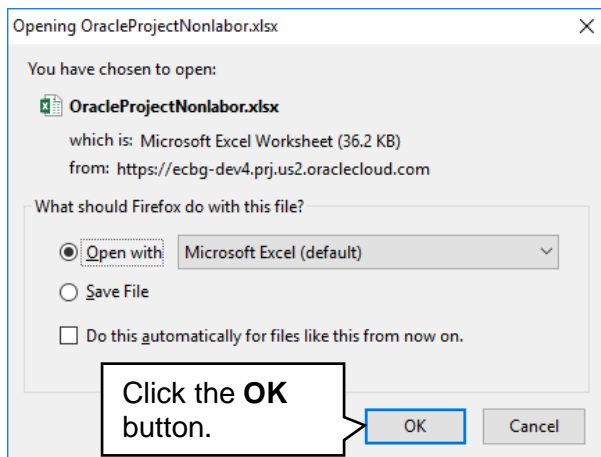 Opening OracleProjectNonlabor.xlsx
You have chosen to open:
OracleProjectNonlabor.xlsx
which is: Microsoft Excel Worksheet (36.2 KB)
from: https://ecbg-dev4.prj.us2.oraclecloud.com
What should Firefox do with this file?
Open with Microsoft Excel (default)
Save File
Do this automatically for files like this from now on.
Click the OK
button.
OK Cancel